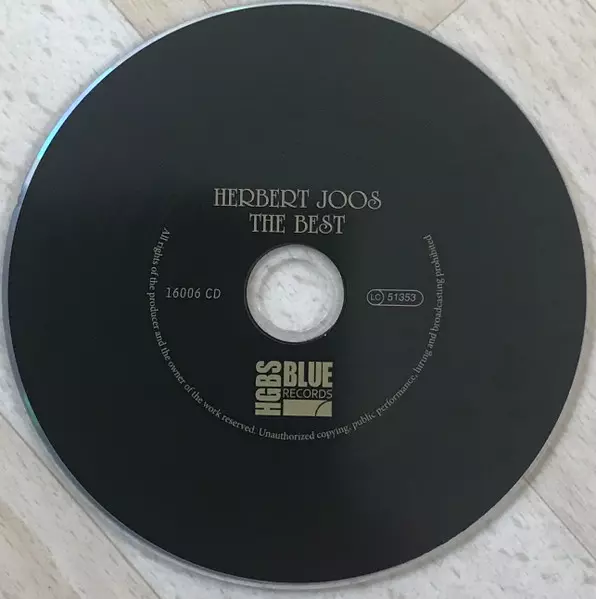 HERBERT JOOS
THE BEST
16006 CD
LC 51353
HGBS
BLUE
RECORDS
All rights of the producer and the owner of the work reserved. Unauthorized copying, public performance, hiring and broadcasting prohibited